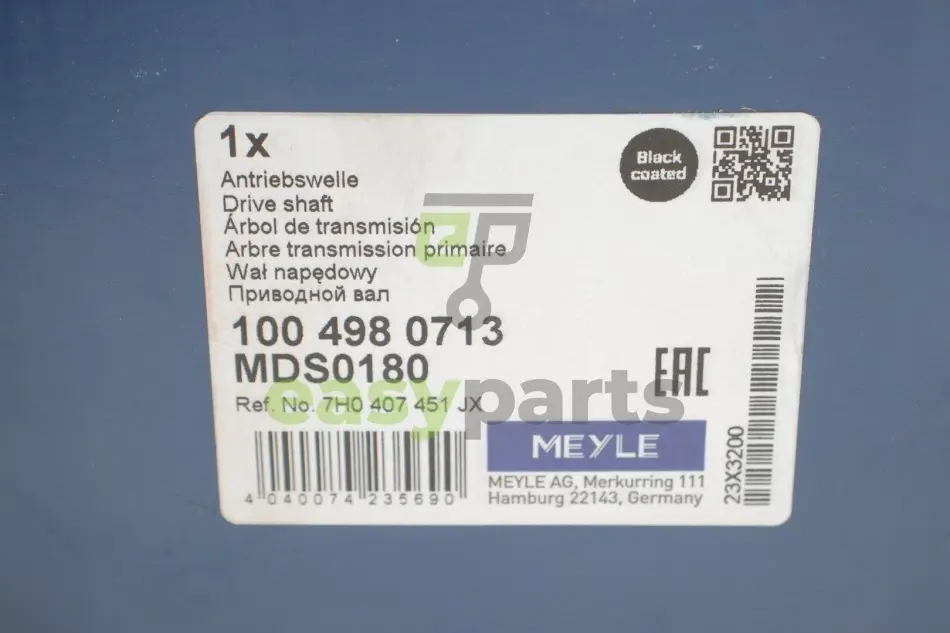 1x
Black
coated
Antriebswelle
Drive shaft
Árbol de transmisión
Arbre transmission primaire
Wał napędowy
Приводной вал
ep
100 498 0713
MDS0180
EAC
easyparts
Ref. No. 7H0 407 451 JX
MEYLE
MEYLE AG, Merkurring 111
Hamburg 22143, Germany
4 040074 235690
23X3200